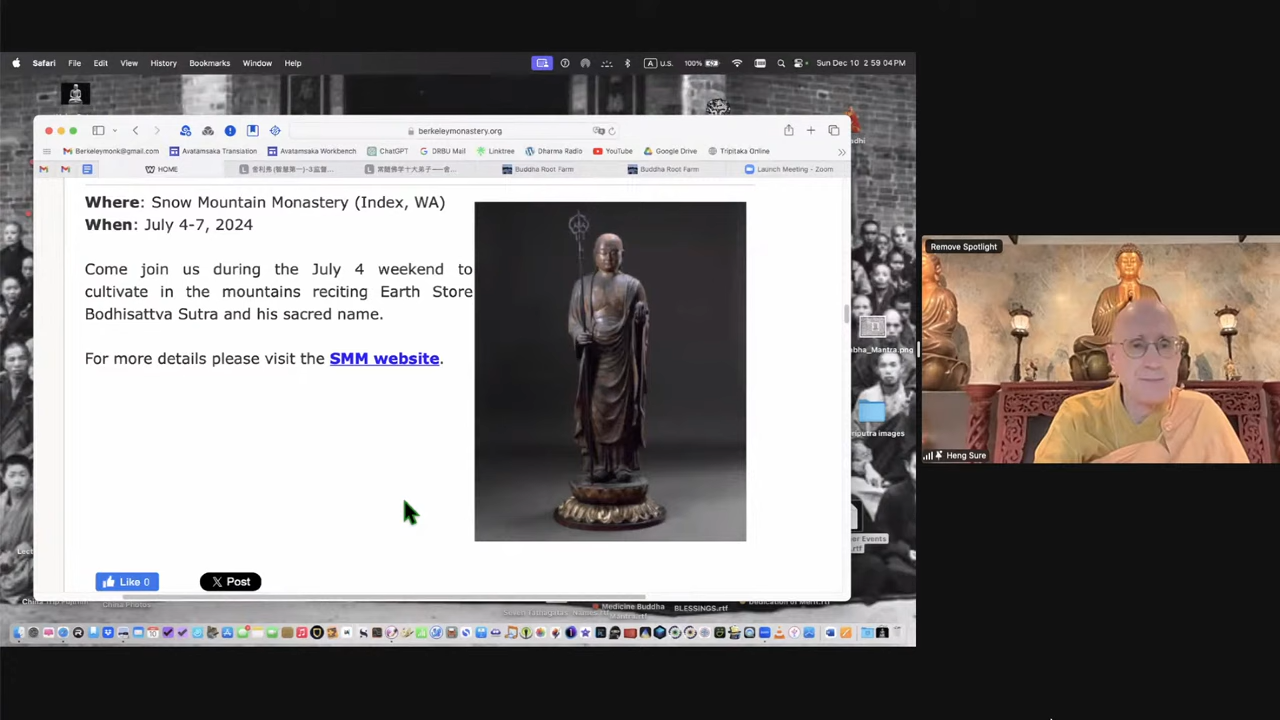 Safari File Edit View History Bookmarks Window Help
U.S. 100% Sun Dec 10 2 59 04 PM
berkeleymonastery.org
Berkeleymonk@gmail.com Avatamsaka Translation Avatamsaka Workbench ChatGPT DRBU Mail Linktree Dharma Radio YouTube Google Drive Tripitaka Online
HOME Buddha Root Farm Buddha Root Farm Launch Meeting - Zoom
Where: Snow Mountain Monastery (Index, WA)
When: July 4-7, 2024
Come join us during the July 4 weekend to
cultivate in the mountains reciting Earth Store
Bodhisattva Sutra and his sacred name.
For more details please visit the SMM website.
Like 0
Post
Medicine Buddha
BLESSINGS.rtf
China Photos
Remove Spotlight
Heng Sure